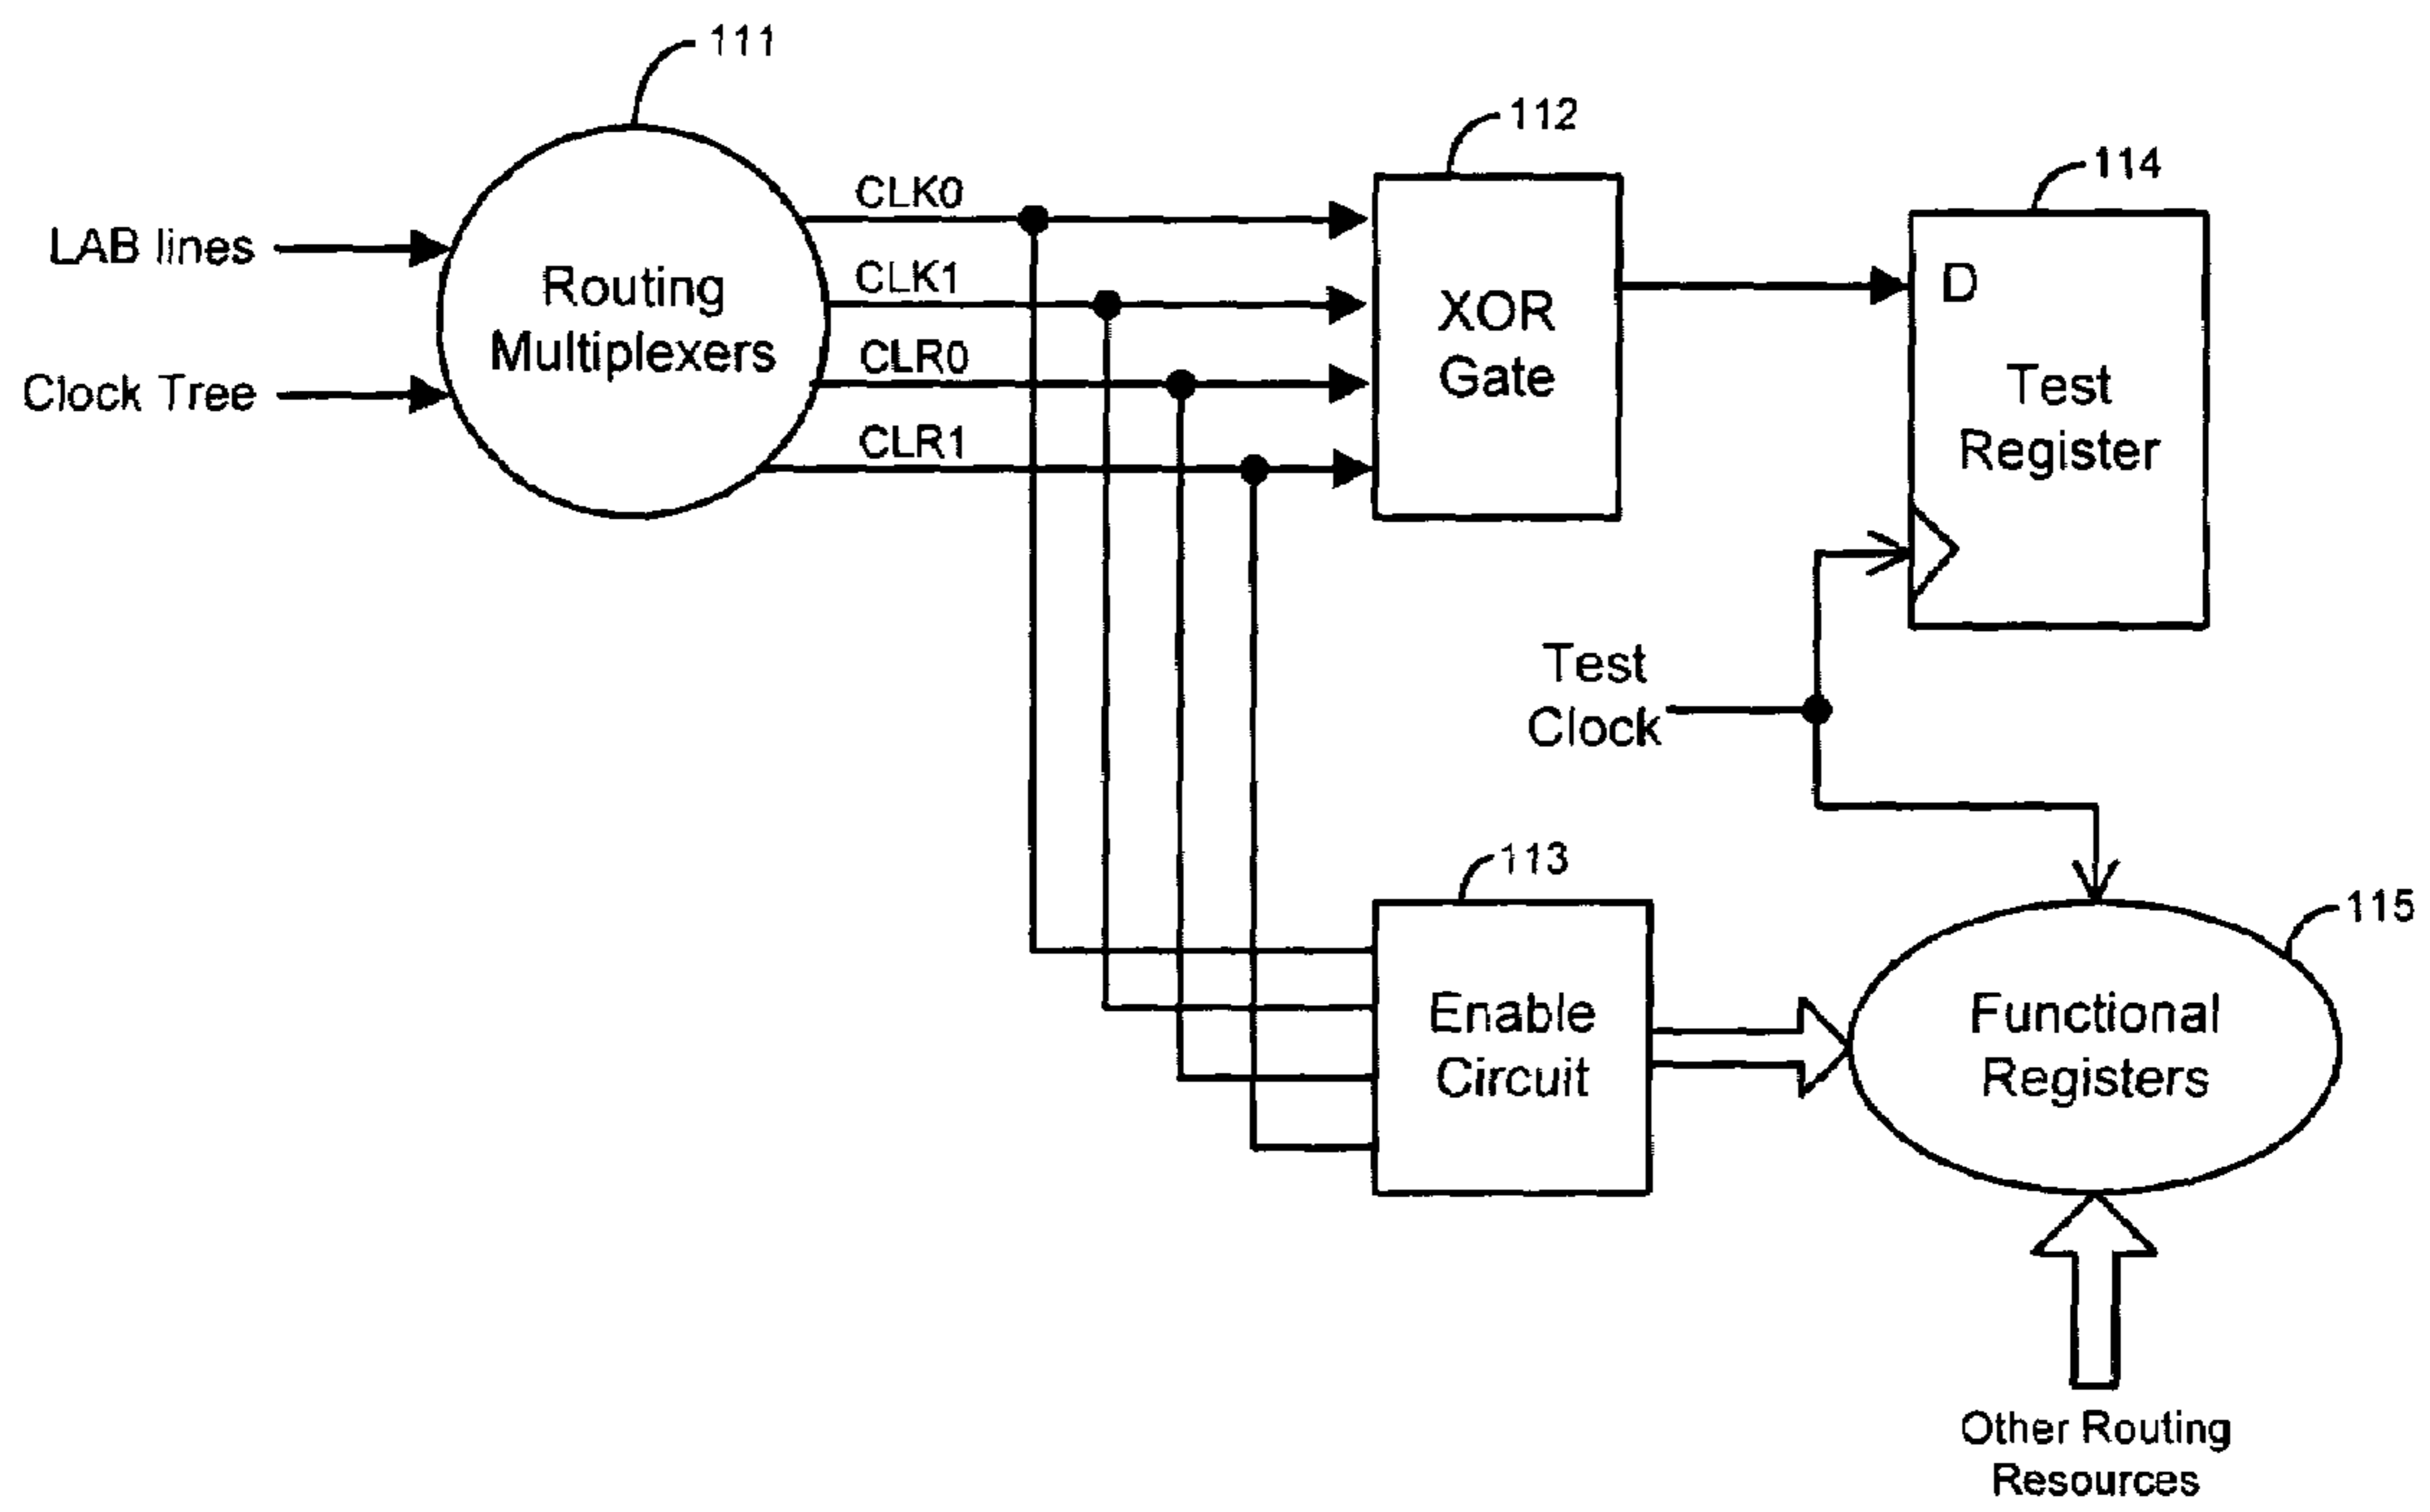 111
112
114
CLK0
CLK1
CLR0
CLR1
LAB lines
Clock Tree
Routing
Multiplexers
XOR
Gate
D
Test
Register
Test
Clock
113
115
Enable
Circuit
Functional
Registers
Other Routing
Resources